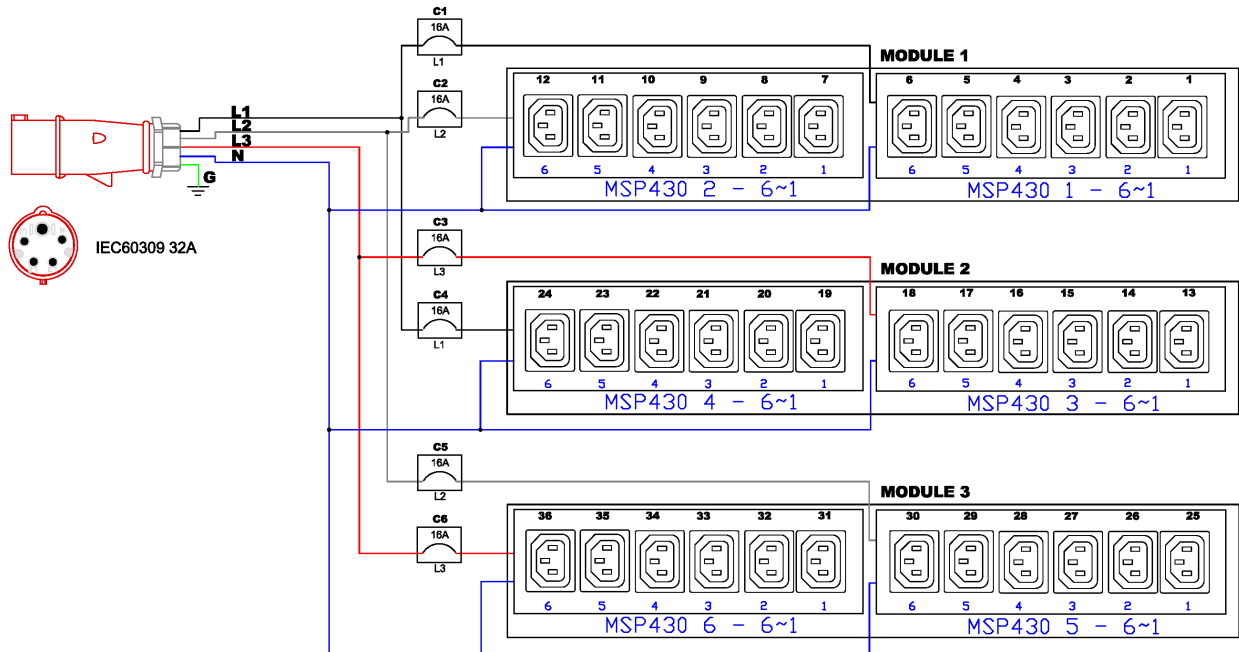 C1
16A
L1
MODULE 1
C2
16A
L2
12 11 10 9 8 7
6 5 4 3 2 1
6 5 4 3 2 1
6 5 4 3 2 1
MSP430 2 - 6~1
MSP430 1 - 6~1
L1
L2
L3
N
G
IEC60309 32A
C3
16A
L3
MODULE 2
C4
16A
L1
24 23 22 21 20 19
18 17 16 15 14 13
6 5 4 3 2 1
6 5 4 3 2 1
MSP430 4 - 6~1
MSP430 3 - 6~1
C5
16A
L2
MODULE 3
C6
16A
L3
36 35 34 33 32 31
30 29 28 27 26 25
6 5 4 3 2 1
6 5 4 3 2 1
MSP430 6 - 6~1
MSP430 5 - 6~1